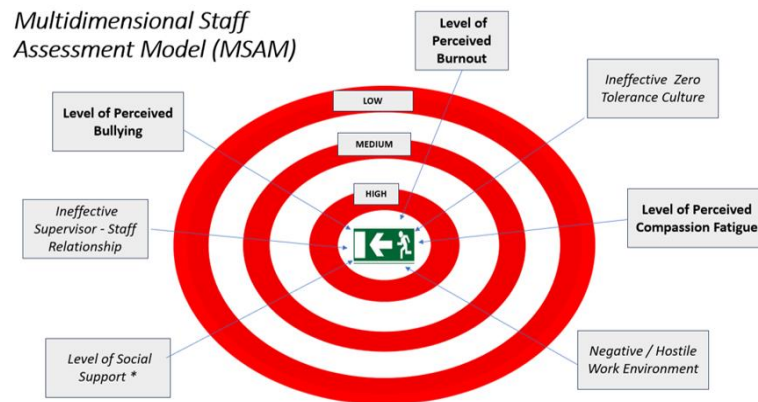 Multidimensional Staff
Assessment Model (MSAM)
Level of
Perceived
Burnout
Ineffective Zero
Tolerance Culture
LOW
Level of Perceived
Bullying
MEDIUM
HIGH
Ineffective
Supervisor - Staff
Relationship
Level of Perceived
Compassion Fatigue
Level of Social
Support *
Negative / Hostile
Work Environment